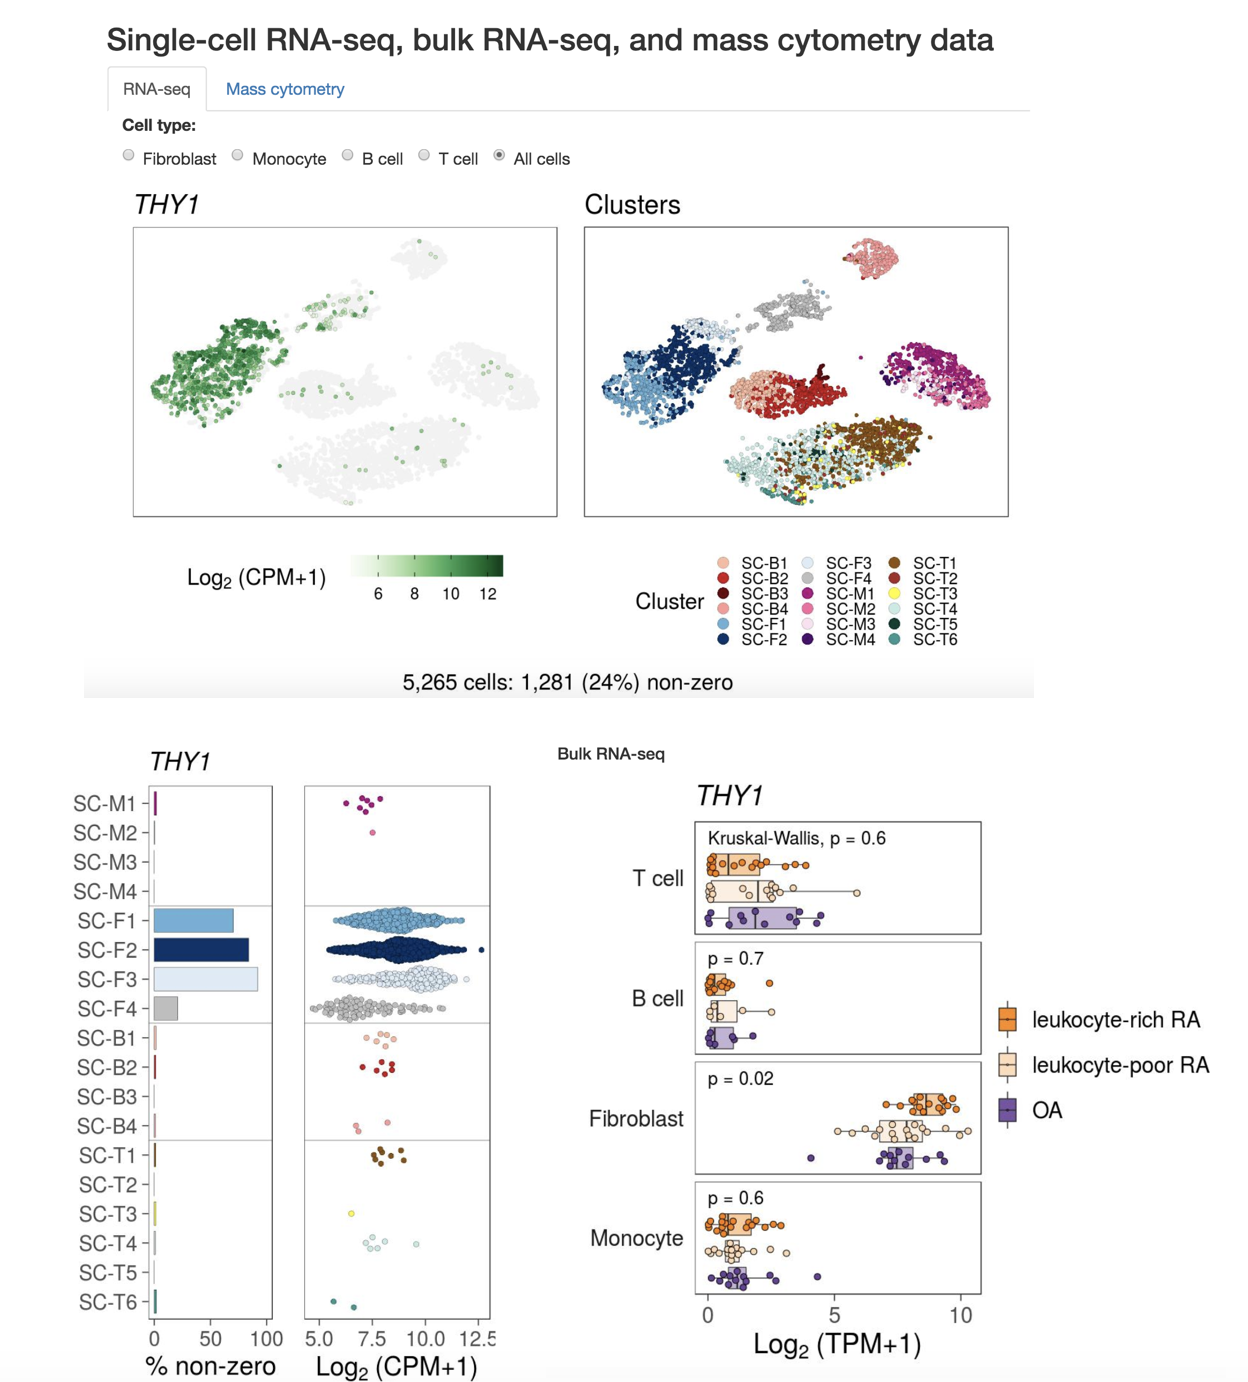 Single-cell RNA-seq, bulk RNA-seq, and mass cytometry data
RNA-seq Mass cytometry
Cell type:
Fibroblast Monocyte B cell T cell All cells
THY1 Clusters
Log2 (CPM+1)
6 8 10 12
Cluster
SC-B1 SC-F3 SC-T1
SC-B2 SC-F4 SC-T2
SC-B3 SC-M1 SC-T3
SC-B4 SC-M2 SC-T4
SC-F1 SC-M3 SC-T5
SC-F2 SC-M4 SC-T6
5,265 cells: 1,281 (24%) non-zero
THY1
SC-M1
SC-M2
SC-M3
SC-M4
SC-F1
SC-F2
SC-F3
SC-F4
SC-B1
SC-B2
SC-B3
SC-B4
SC-T1
SC-T2
SC-T3
SC-T4
SC-T5
SC-T6
0 50 100
% non-zero
5.0 7.5 10.0 12.5
Log2 (CPM+1)
Bulk RNA-seq
THY1
Kruskal-Wallis, p = 0.6
T cell
p = 0.7
B cell
p = 0.02
Fibroblast
p = 0.6
Monocyte
0 5 10
Log2 (TPM+1)
leukocyte-rich RA
leukocyte-poor RA
OA